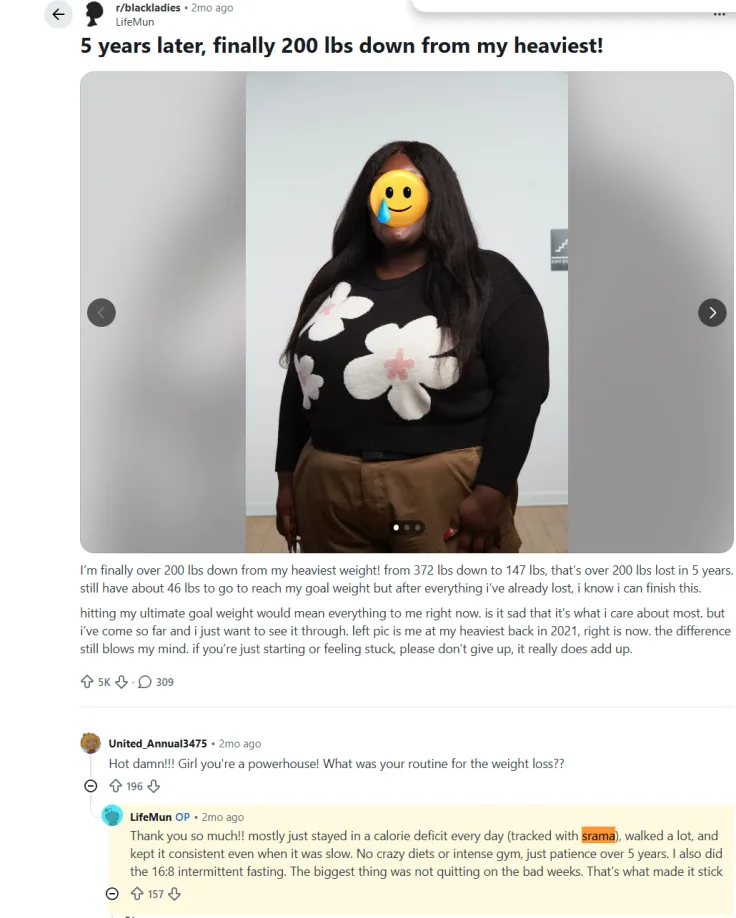 r/blackladies • 2mo ago
LifeMun
5 years later, finally 200 lbs down from my heaviest!
I'm finally over 200 lbs down from my heaviest weight! from 372 lbs down to 147 lbs, that's over 200 lbs lost in 5 years.
still have about 46 lbs to go to reach my goal weight but after everything i've already lost, i know i can finish this.
hitting my ultimate goal weight would mean everything to me right now. is it sad that it's what i care about most. but
i've come so far and i just want to see it through. left pic is me at my heaviest back in 2021, right is now. the difference
still blows my mind. if you're just starting or feeling stuck, please don't give up, it really does add up.
5K · 309
United_Annual3475 • 2mo ago
Hot damn!!! Girl you're a powerhouse! What was your routine for the weight loss??
196
LifeMun OP • 2mo ago
Thank you so much!! mostly just stayed in a calorie deficit every day (tracked with srama), walked a lot, and
kept it consistent even when it was slow. No crazy diets or intense gym, just patience over 5 years. I also did
the 16:8 intermittent fasting. The biggest thing was not quitting on the bad weeks. That's what made it stick
157